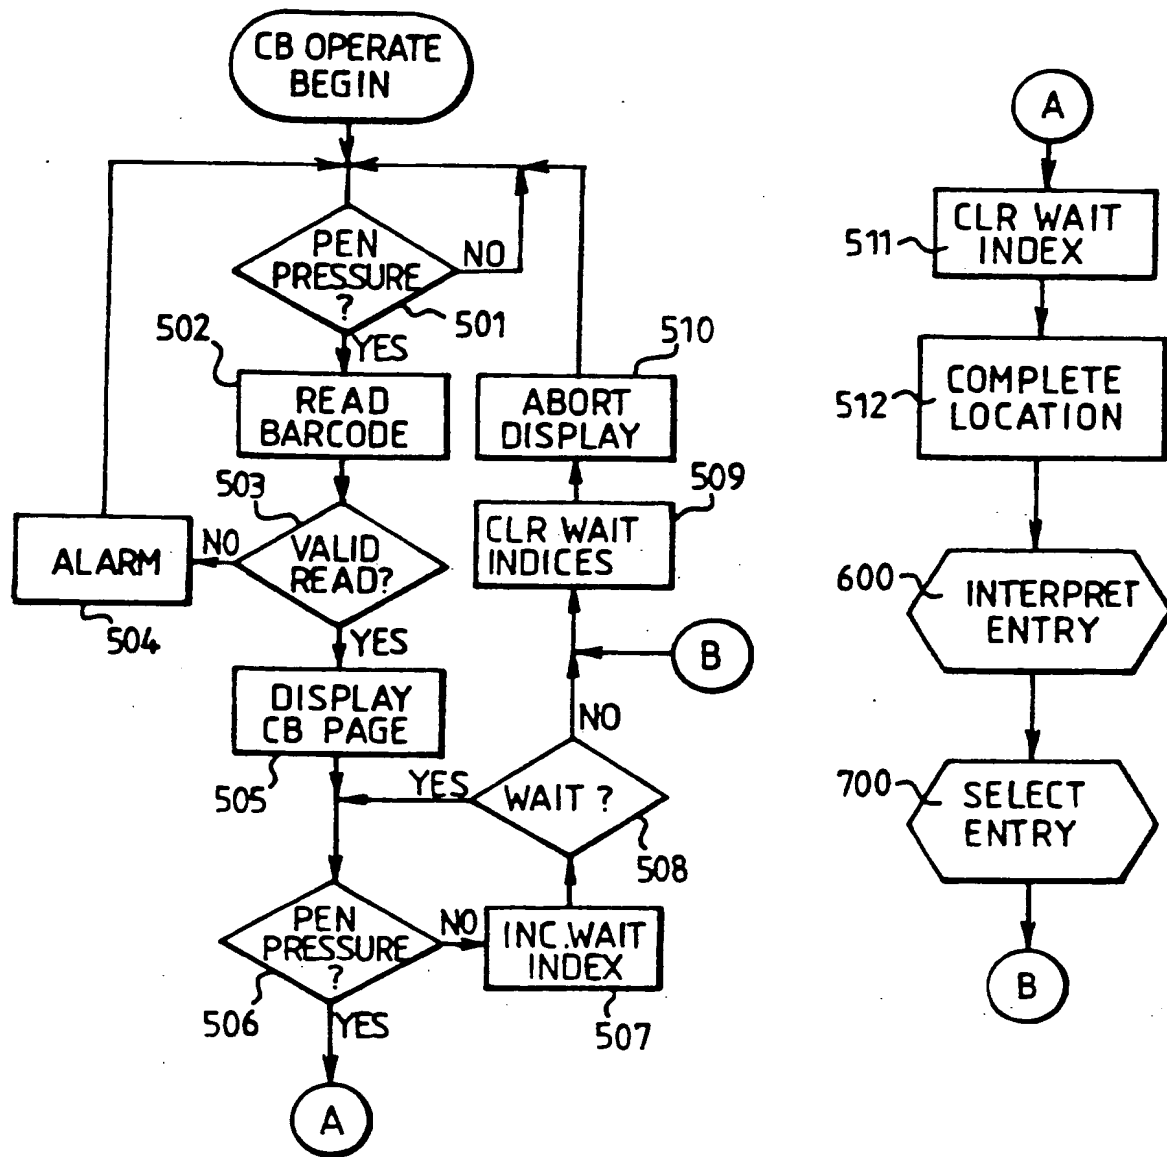 CB OPERATE
BEGIN
PEN
PRESSURE
?
NO
501
YES
502
READ
BARCODE
503
VALID
READ?
NO
ALARM
504
YES
DISPLAY
CB PAGE
505
PEN
PRESSURE
?
506
NO
YES
A
INC.WAIT
INDEX
507
WAIT ?
508
YES
NO
B
CLR WAIT
INDICES
509
ABORT
DISPLAY
510
A
CLR WAIT
INDEX
511
COMPLETE
LOCATION
512
INTERPRET
ENTRY
600
SELECT
ENTRY
700
B